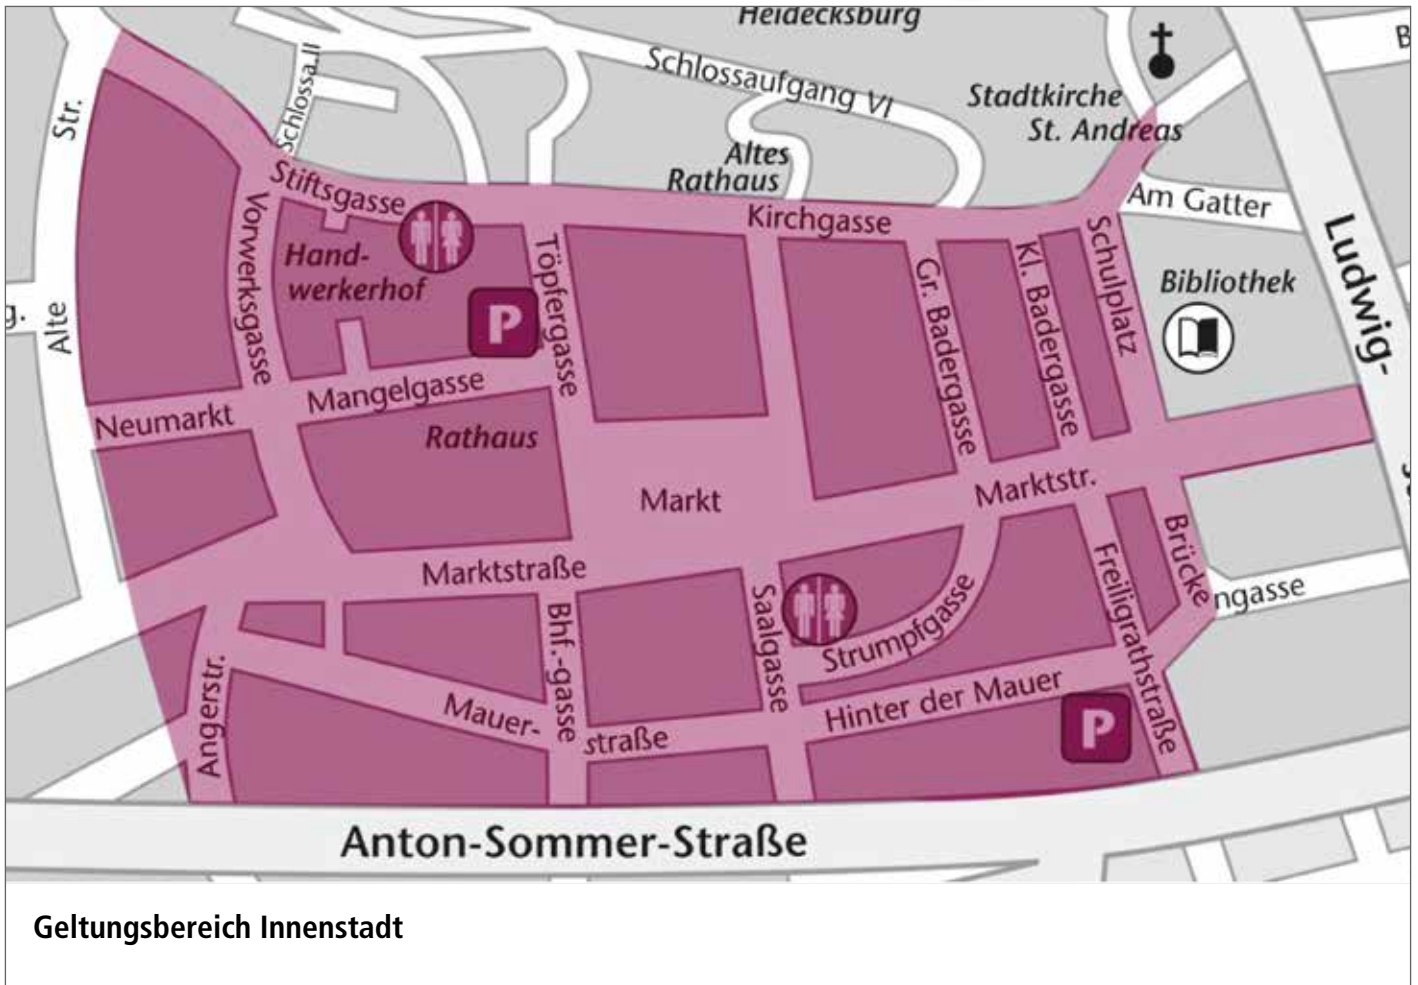 Heidecksburg
B
Schlossaufgang VI
Schlossa.II
Str.
Stadtkirche
St. Andreas
Altes
Rathaus
Stiftsgasse
Kirchgasse
Am Gatter
Vorwerksgasse
Hand-
werkerhof
Töpfergasse
Gr. Badergasse
Kl. Badergasse
Schulplatz
Bibliothek
Ludwig-
g.
Alte
P
Neumarkt
Mangelgasse
Rathaus
Markt
Marktstr.
Marktstraße
Brücke
ngasse
Freiligrathstraße
Bhf.-gasse
Saalgasse
Strumpfgasse
Angerstr.
Mauer-
straße
Hinter der Mauer
P
Anton-Sommer-Straße
Geltungsbereich Innenstadt